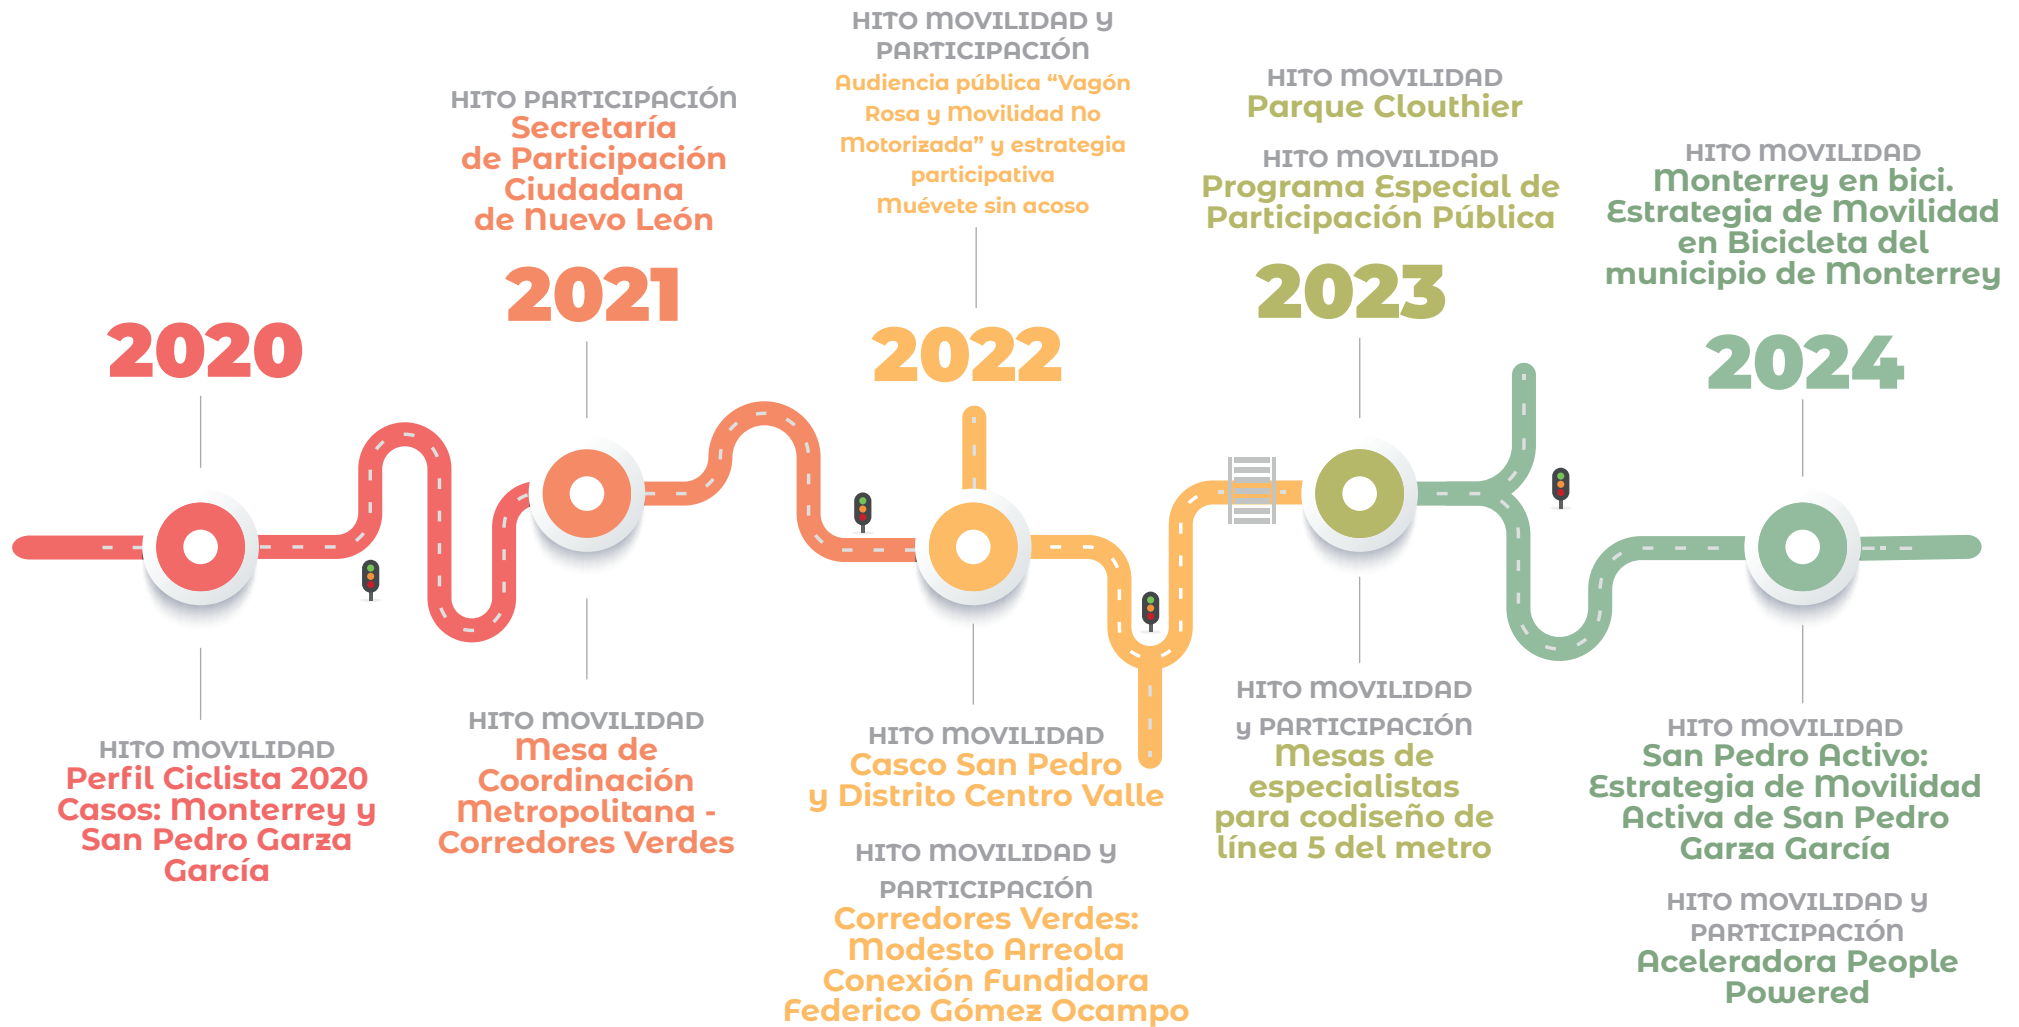 2020
HITO MOVILIDAD
Perfil Ciclista 2020
Casos: Monterrey y
San Pedro Garza
García
HITO PARTICIPACIÓN
Secretaría
de Participación
Ciudadana
de Nuevo León
2021
HITO MOVILIDAD
Mesa de
Coordinación
Metropolitana -
Corredores Verdes
HITO MOVILIDAD Y
PARTICIPACIÓN
Audiencia pública “Vagón
Rosa y Movilidad No
Motorizada” y estrategia
participativa
Muévete sin acoso
2022
HITO MOVILIDAD
Casco San Pedro
y Distrito Centro Valle
HITO MOVILIDAD Y
PARTICIPACIÓN
Corredores Verdes:
Modesto Arreola
Conexión Fundidora
Federico Gómez Ocampo
HITO MOVILIDAD
Parque Clouthier
HITO MOVILIDAD
Programa Especial de
Participación Pública
2023
HITO MOVILIDAD
y PARTICIPACIÓN
Mesas de
especialistas
para codiseño de
línea 5 del metro
HITO MOVILIDAD
Monterrey en bici.
Estrategia de Movilidad
en Bicicleta del
municipio de Monterrey
2024
HITO MOVILIDAD
San Pedro Activo:
Estrategia de Movilidad
Activa de San Pedro
Garza García
HITO MOVILIDAD Y
PARTICIPACIÓN
Aceleradora People
Powered